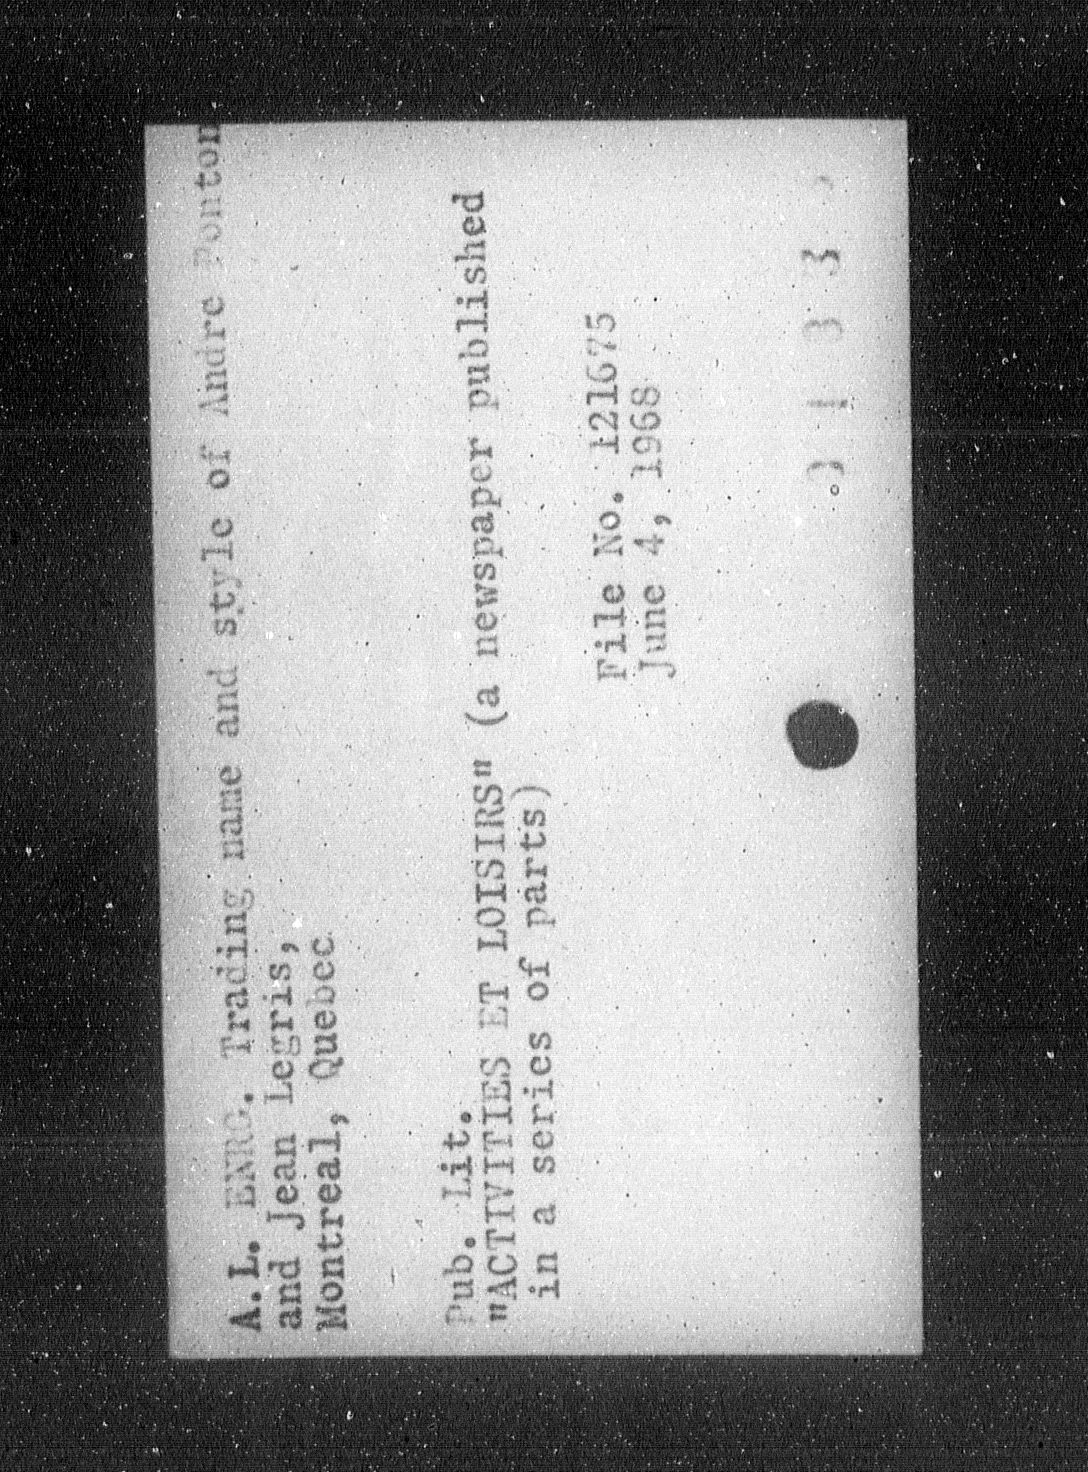 A.L. ENRG. Trading name and style of Andre Ponton
and Jean Legris,
Montreal, Quebec
Pub. Lit.
"ACTIVITIES ET LOISIRS" (a newspaper published
in a series of parts)
File No. 121675
June 4, 1968